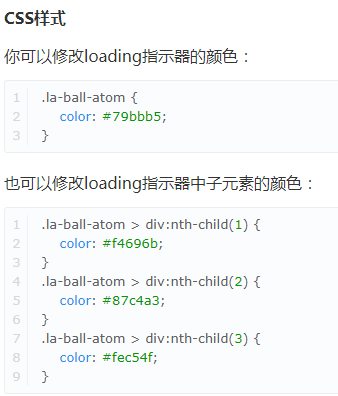 CSS样式
你可以修改loading指示器的颜色：
1 .la-ball-atom {
2     color: #79bbb5;
3 }
也可以修改loading指示器中子元素的颜色：
1 .la-ball-atom > div:nth-child(1) {
2     color: #f4696b;
3 }
4 .la-ball-atom > div:nth-child(2) {
5     color: #87c4a3;
6 }
7 .la-ball-atom > div:nth-child(3) {
8     color: #fec54f;
9 }